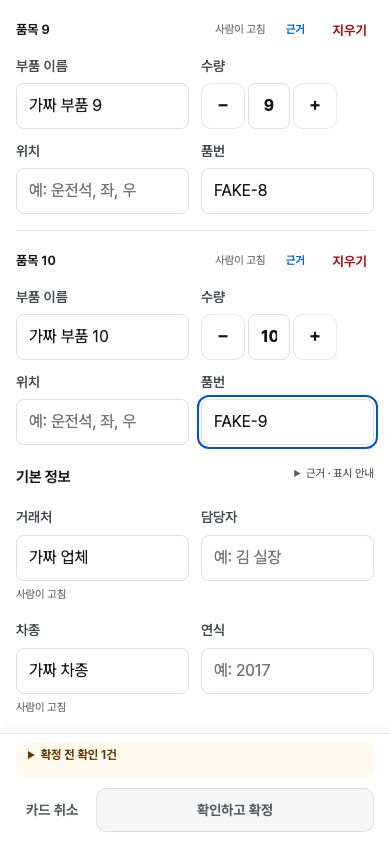 품목 9 사람이 고침 근거 지우기
부품 이름 수량
가짜 부품 9 − 9 +
위치 품번
예: 운전석, 좌, 우 FAKE-8
품목 10 사람이 고침 근거 지우기
부품 이름 수량
가짜 부품 10 − 10 +
위치 품번
예: 운전석, 좌, 우 FAKE-9
기본 정보 ▶ 근거 · 표시 안내
거래처 담당자
가짜 업체 예: 김 실장
사람이 고침
차종 연식
가짜 차종 예: 2017
사람이 고침
▶ 확정 전 확인 1건
카드 취소 확인하고 확정